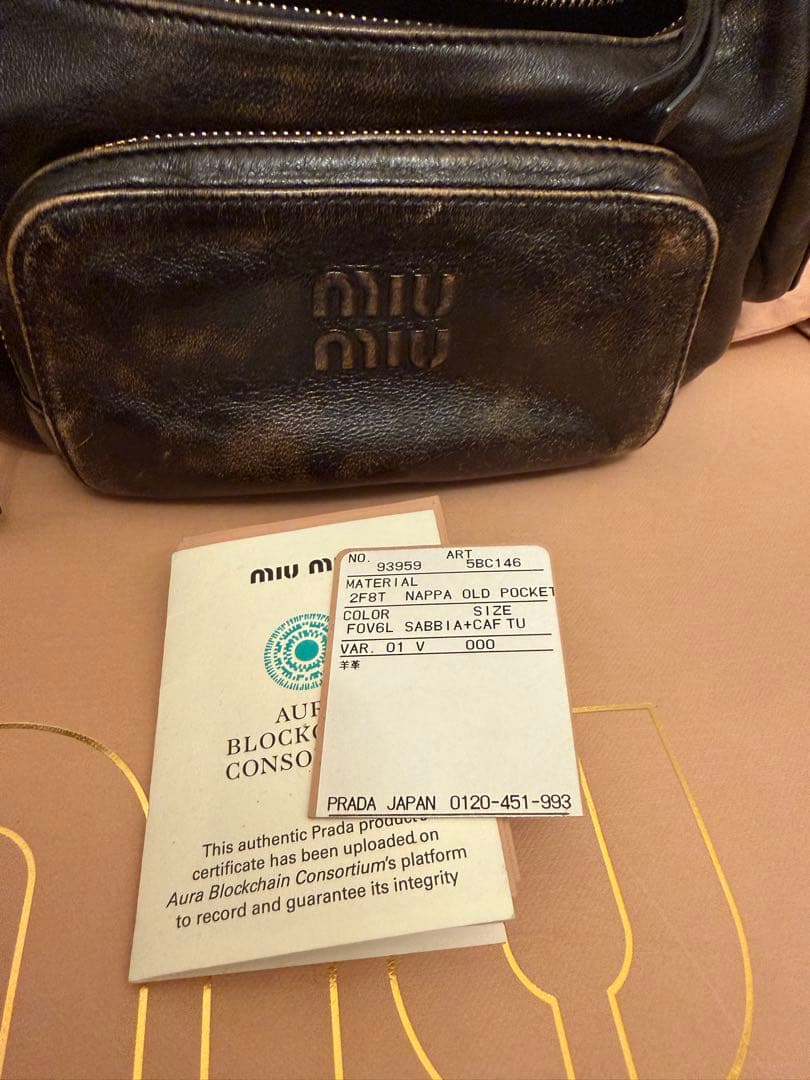 MIU
MIU
MIU M
AUR
BLOCKC
CONSO
This authentic Prada product's
certificate has been uploaded on
Aura Blockchain Consortium's platform
to record and guarantee its integrity
NO. ART
93959 5BC146
MATERIAL
2F8T NAPPA OLD POCKET
COLOR SIZE
F0V6L SABBIA+CAF TU
VAR. 01 V 000
羊革
PRADA JAPAN 0120-451-993